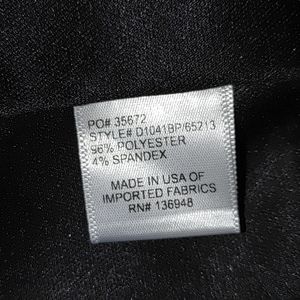 PO# 35672
STYLE# D1041BP/65213
96% POLYESTER
4% SPANDEX
MADE IN USA OF
IMPORTED FABRICS
RN# 136948